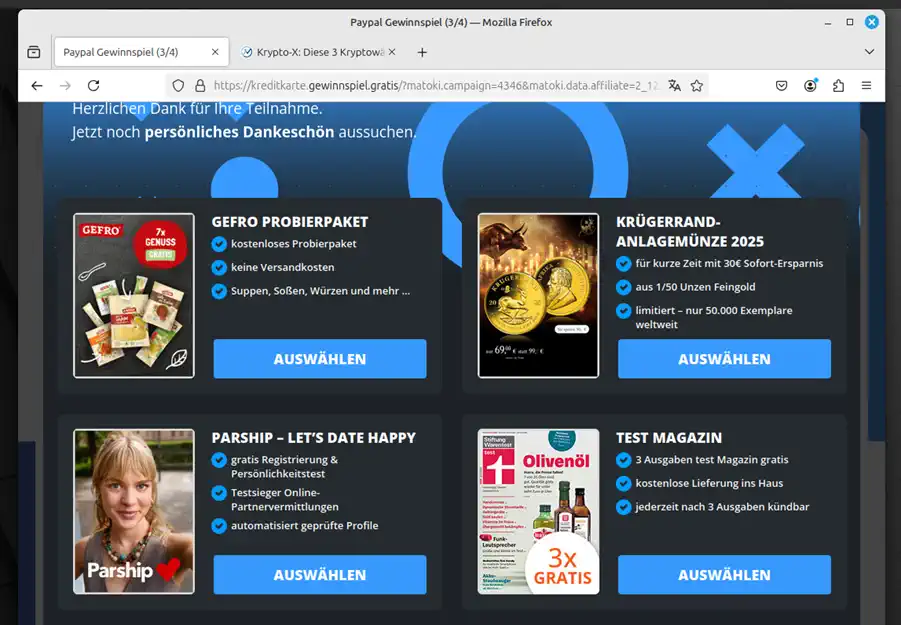 Paypal Gewinnspiel (3/4) — Mozilla Firefox
Paypal Gewinnspiel (3/4)
Krypto-X: Diese 3 Kryptowä
https://kreditkarte.gewinnspiel.gratis/?matoki.campaign=4346&matoki.data.affiliate=2_12
Herzlichen Dank für Ihre Teilnahme.
Jetzt noch persönliches Dankeschön aussuchen.
GEFRO
7x
GENUSS
GRATIS
GEFRO PROBIERPAKET
kostenloses Probierpaket
keine Versandkosten
Suppen, Soßen, Würzen und mehr ...
AUSWÄHLEN
nur 69,00 € statt 99,- €
KRÜGERRAND-
ANLAGEMÜNZE 2025
für kurze Zeit mit 30€ Sofort-Ersparnis
aus 1/50 Unzen Feingold
limitiert – nur 50.000 Exemplare
weltweit
AUSWÄHLEN
Parship
PARSHIP – LET'S DATE HAPPY
gratis Registrierung &
Persönlichkeitstest
Testsieger Online-
Partnervermittlungen
automatisiert geprüfte Profile
AUSWÄHLEN
Stiftung
Warentest
Olivenöl
Funk-
Lautsprecher
3x
GRATIS
TEST MAGAZIN
3 Ausgaben test Magazin gratis
kostenlose Lieferung ins Haus
jederzeit nach 3 Ausgaben kündbar
AUSWÄHLEN